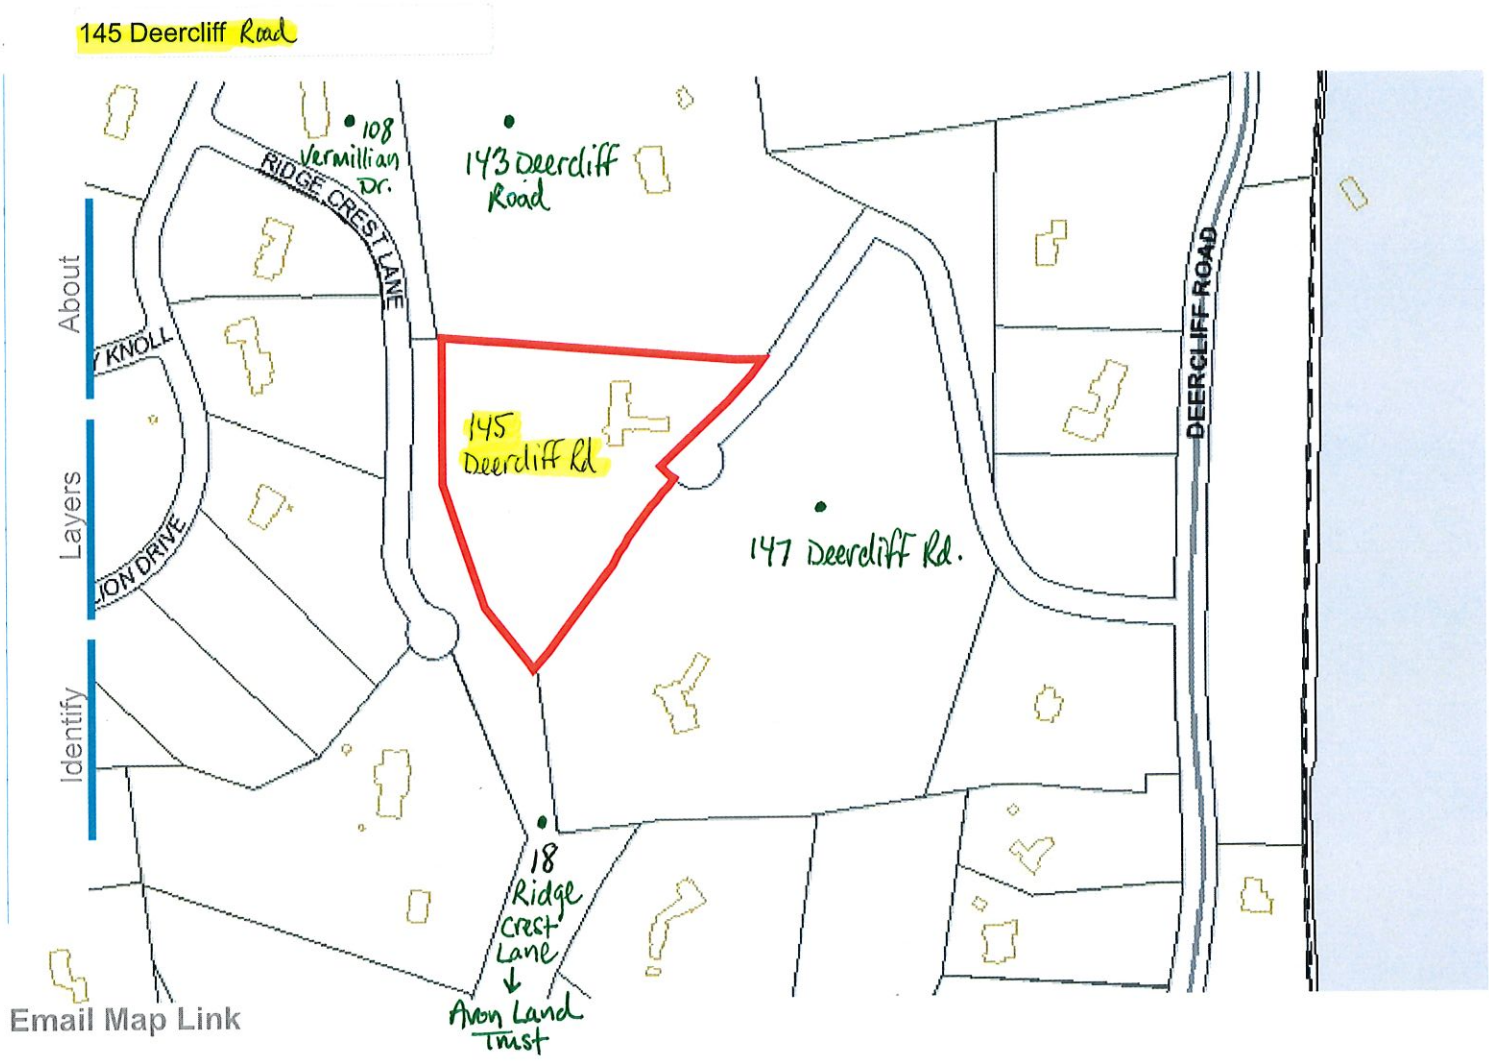 145 Deercliff Road
108
Vermillian
Dr.
143 Deercliff
Road
RIDGE CREST LANE
About
Y KNOLL
DEERCLIFF ROAD
145
Deercliff Rd
Layers
LION DRIVE
147 Deercliff Rd.
Identify
18
Ridge
Crest
Lane
Avon Land
Trust
Email Map Link